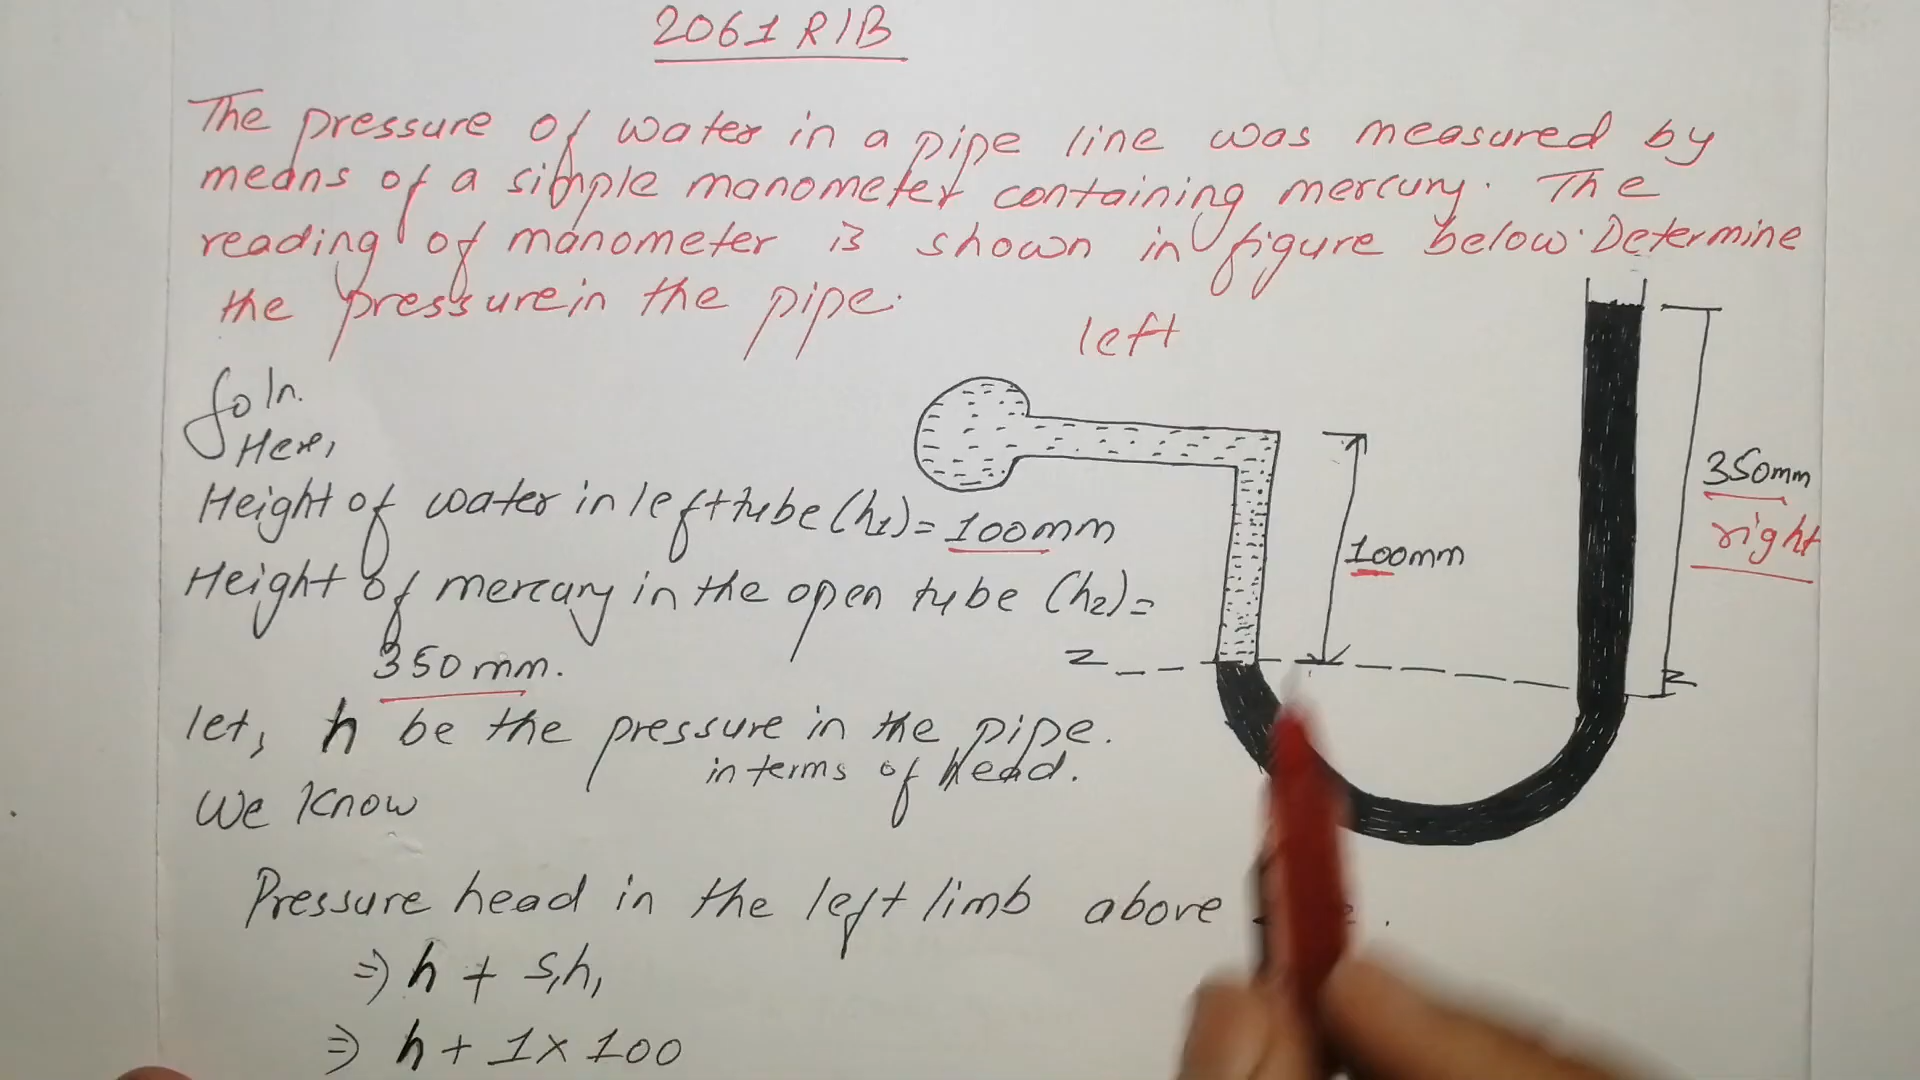 2061 R/B
The pressure of water in a pipe line was measured by
means of a simple manometer containing mercury. The
reading of manometer is shown in figure below. Determine
the pressure in the pipe.
left
Soln.
Here,
Height of water in left tube (h1) = 100mm
Height of mercury in the open tube (h2) =
350 mm.
let, h be the pressure in the pipe.
in terms of head.
We Know
Pressure head in the left limb above
⇒ h + S1h1
⇒ h + 1 x 100
350mm
right
100mm
Z
Z